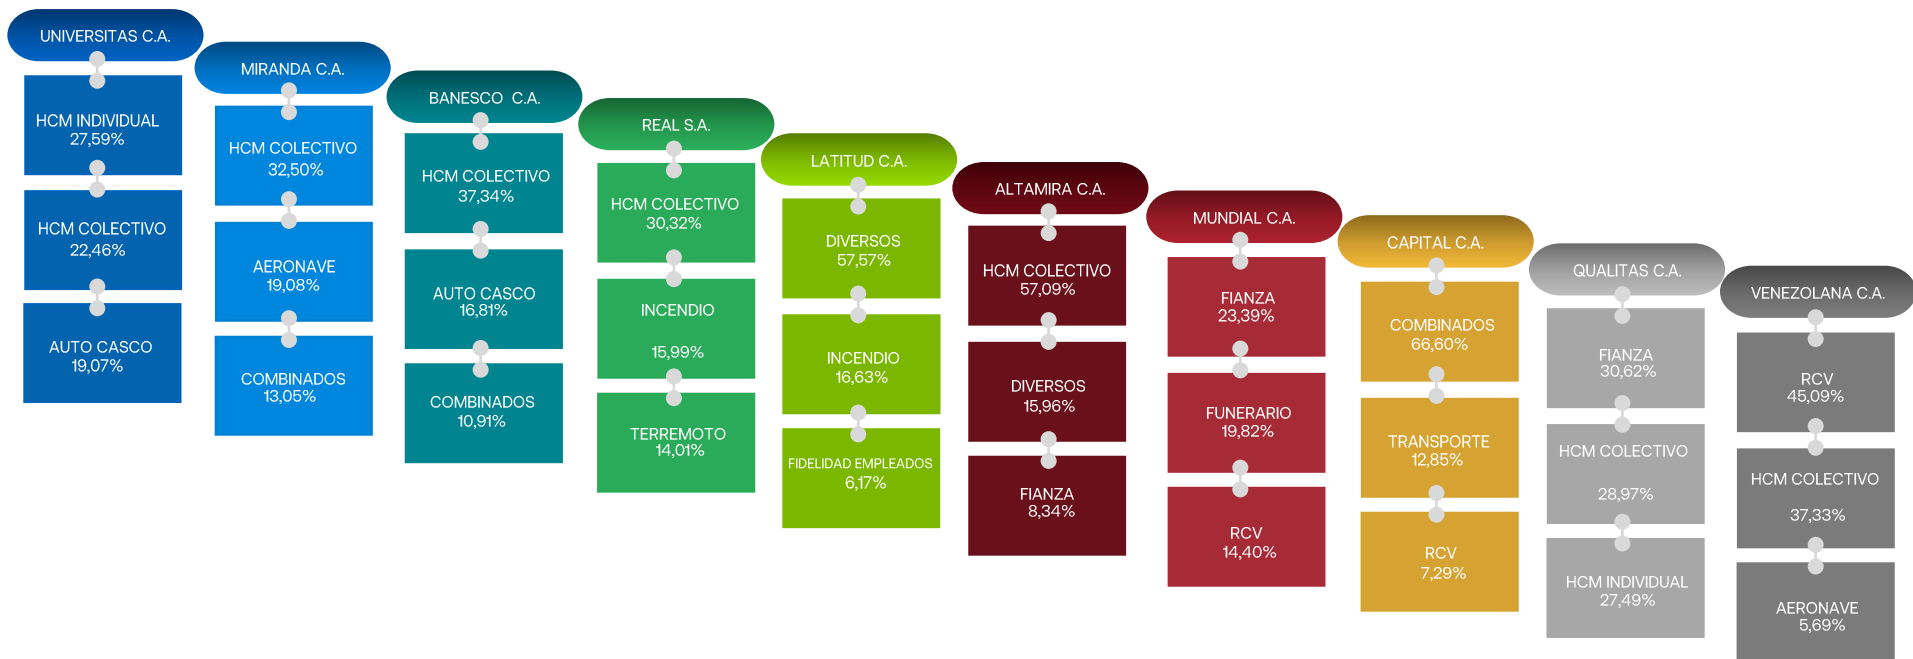 UNIVERSITAS C.A.
HCM INDIVIDUAL
27,59%
HCM COLECTIVO
22,46%
AUTO CASCO
19,07%
MIRANDA C.A.
HCM COLECTIVO
32,50%
AERONAVE
19,08%
COMBINADOS
13,05%
BANESCO C.A.
HCM COLECTIVO
37,34%
AUTO CASCO
16,81%
COMBINADOS
10,91%
REAL S.A.
HCM COLECTIVO
30,32%
INCENDIO
15,99%
TERREMOTO
14,01%
LATITUD C.A.
DIVERSOS
57,57%
INCENDIO
16,63%
FIDELIDAD EMPLEADOS
6,17%
ALTAMIRA C.A.
HCM COLECTIVO
57,09%
DIVERSOS
15,96%
FIANZA
8,34%
MUNDIAL C.A.
FIANZA
23,39%
FUNERARIO
19,82%
RCV
14,40%
CAPITAL C.A.
COMBINADOS
66,60%
TRANSPORTE
12,85%
RCV
7,29%
QUALITAS C.A.
FIANZA
30,62%
HCM COLECTIVO
28,97%
HCM INDIVIDUAL
27,49%
VENEZOLANA C.A.
RCV
45,09%
HCM COLECTIVO
37,33%
AERONAVE
5,69%